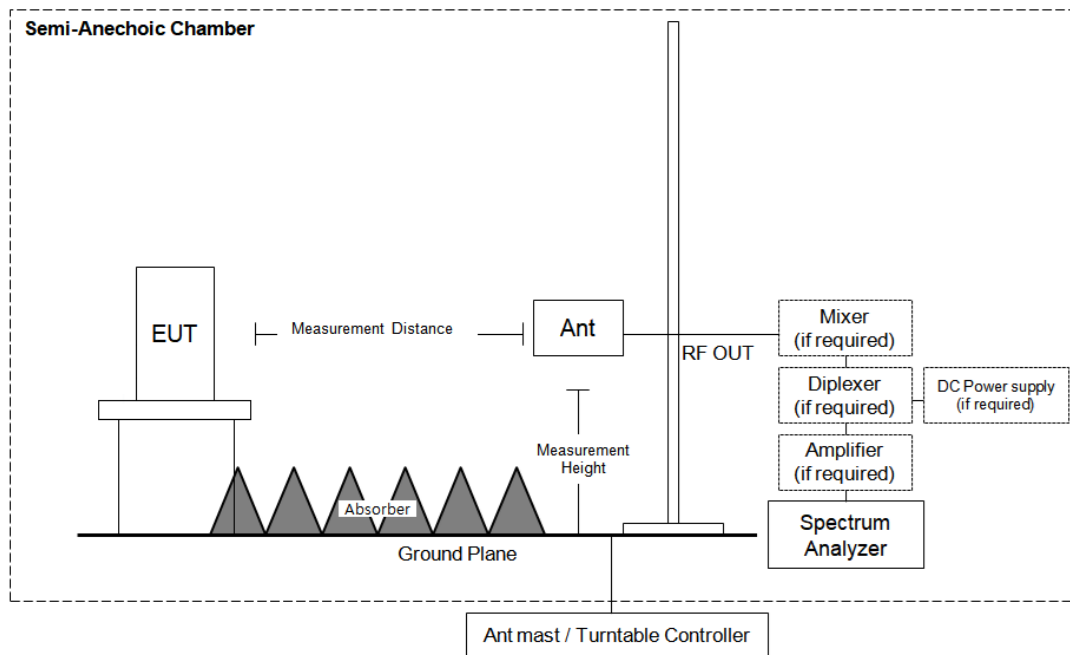 Semi-Anechoic Chamber
EUT
Measurement Distance
Ant
RF OUT
Mixer
(if required)
Diplexer
(if required)
DC Power supply
(if required)
Amplifier
(if required)
Measurement
Height
Absorber
Spectrum
Analyzer
Ground Plane
Ant mast / Turntable Controller